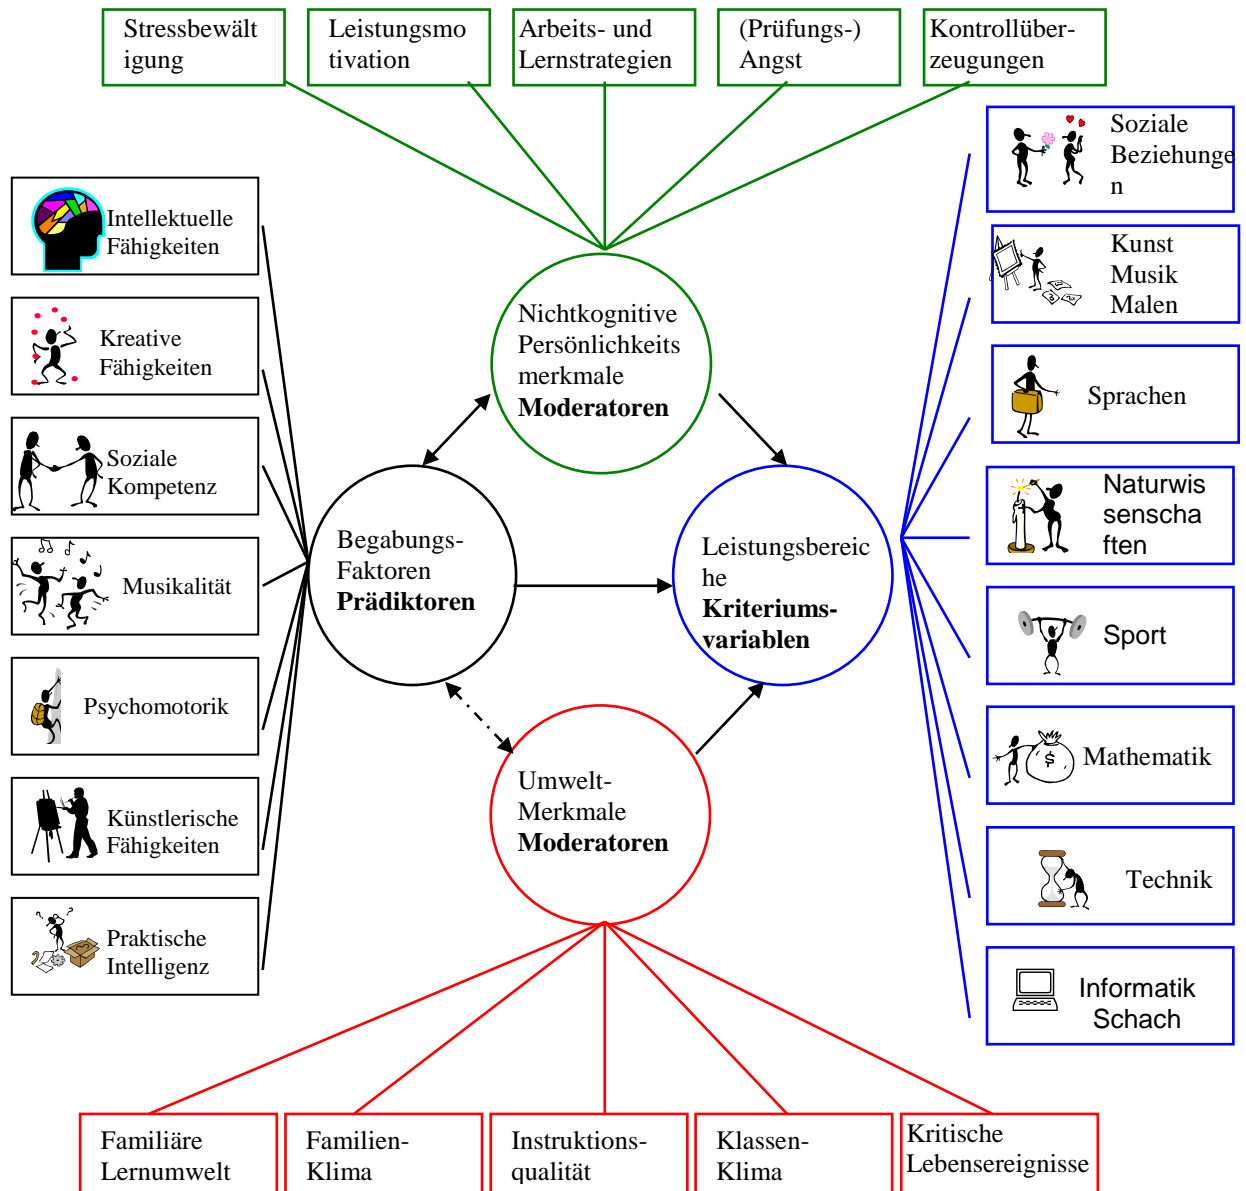 Stressbewält
igung
Leistungsmo
tivation
Arbeits- und
Lernstrategien
(Prüfungs-)
Angst
Kontrollüber-
zeugungen
Intellektuelle
Fähigkeiten
Kreative
Fähigkeiten
Soziale
Kompetenz
Musikalität
Psychomotorik
Künstlerische
Fähigkeiten
Praktische
Intelligenz
Nichtkognitive
Persönlichkeits
merkmale
Moderatoren
Begabungs-
Faktoren
Prädiktoren
Leistungsbereic
he
Kriteriums-
variablen
Umwelt-
Merkmale
Moderatoren
Soziale
Beziehunge
n
Kunst
Musik
Malen
Sprachen
Naturwis
senscha
ften
Sport
$
Mathematik
Technik
Informatik
Schach
Familiäre
Lernumwelt
Familien-
Klima
Instruktions-
qualität
Klassen-
Klima
Kritische
Lebensereignisse